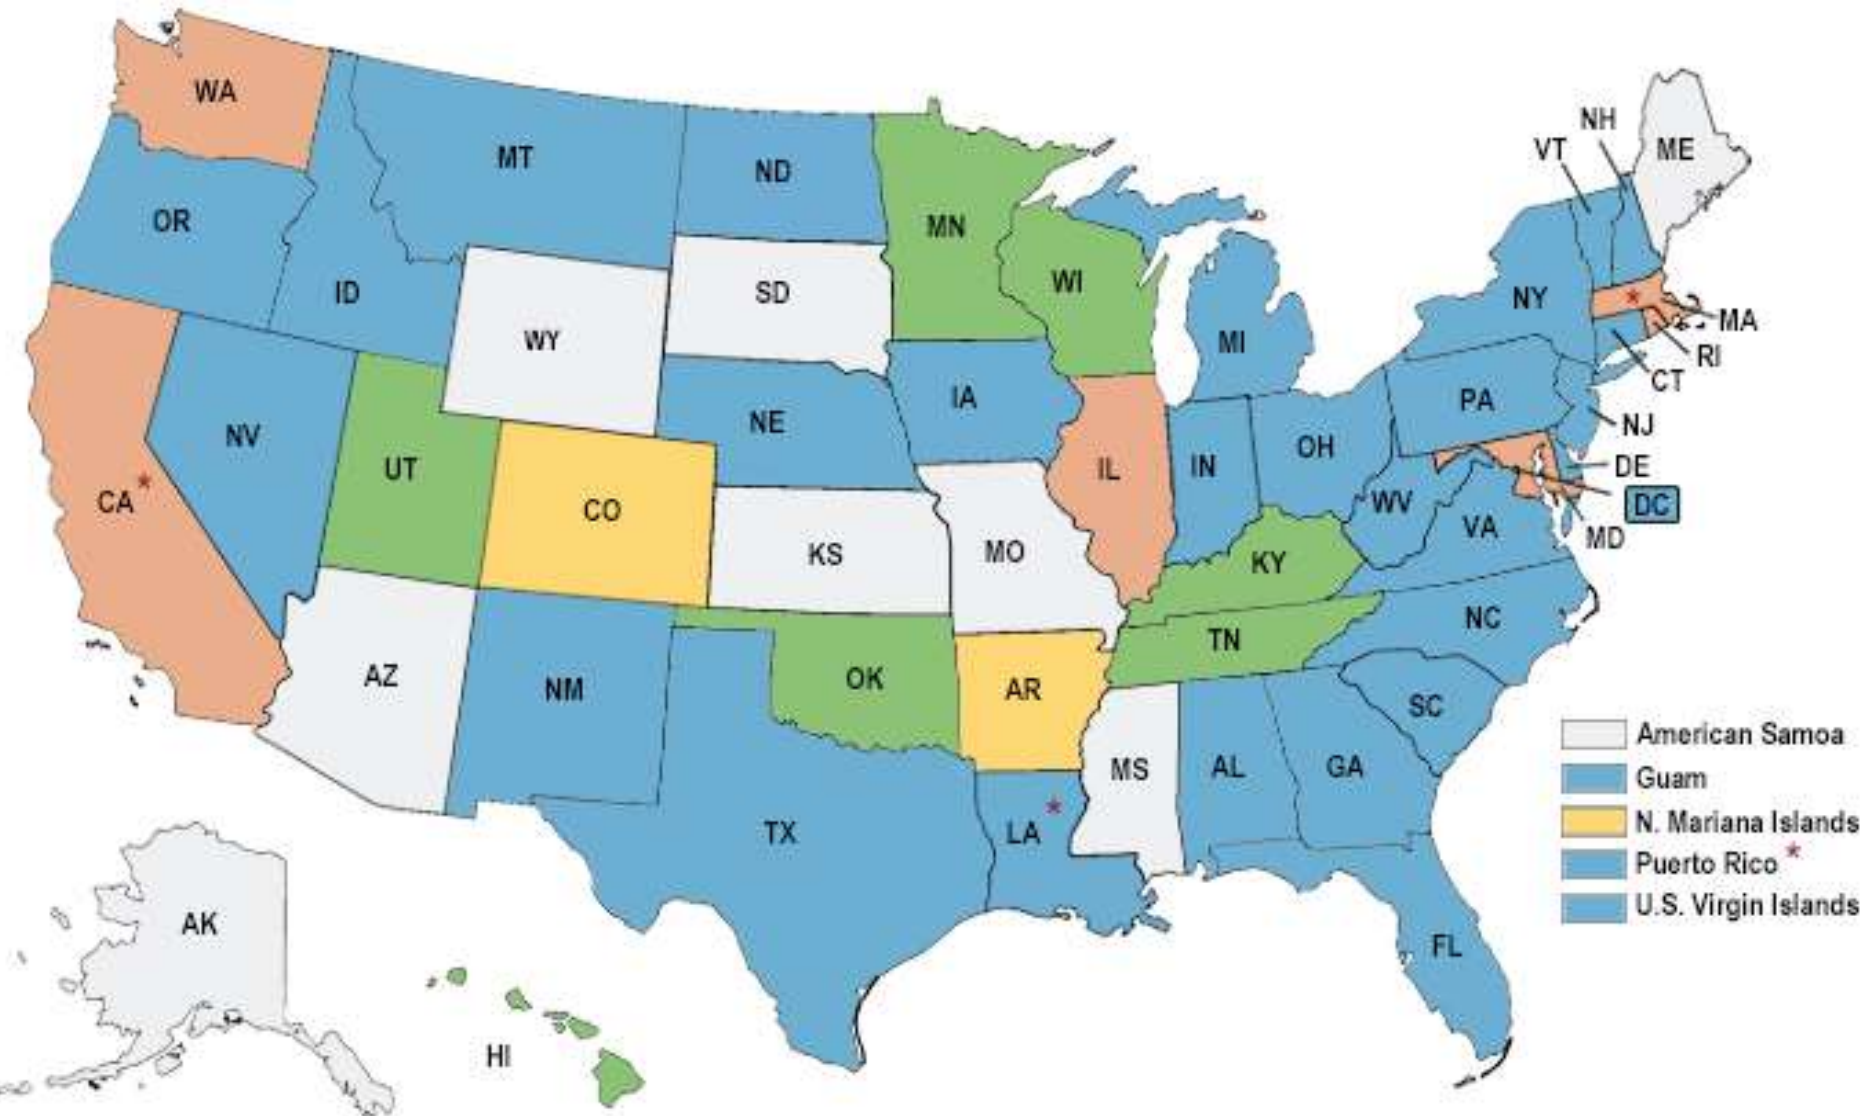 WA
MT
ND
MN
OR
ID
WY
SD
WI
MI
NH
VT
ME
NY
*
MA
RI
CT
NV
UT
CO
NE
IA
IL
IN
OH
PA
NJ
DE
DC
MD
CA *
KS
MO
KY
WV
VA
NC
TN
AZ
NM
OK
AR
SC
MS
AL
GA
TX
LA *
FL
AK
HI
American Samoa
Guam
N. Mariana Islands
Puerto Rico *
U.S. Virgin Islands